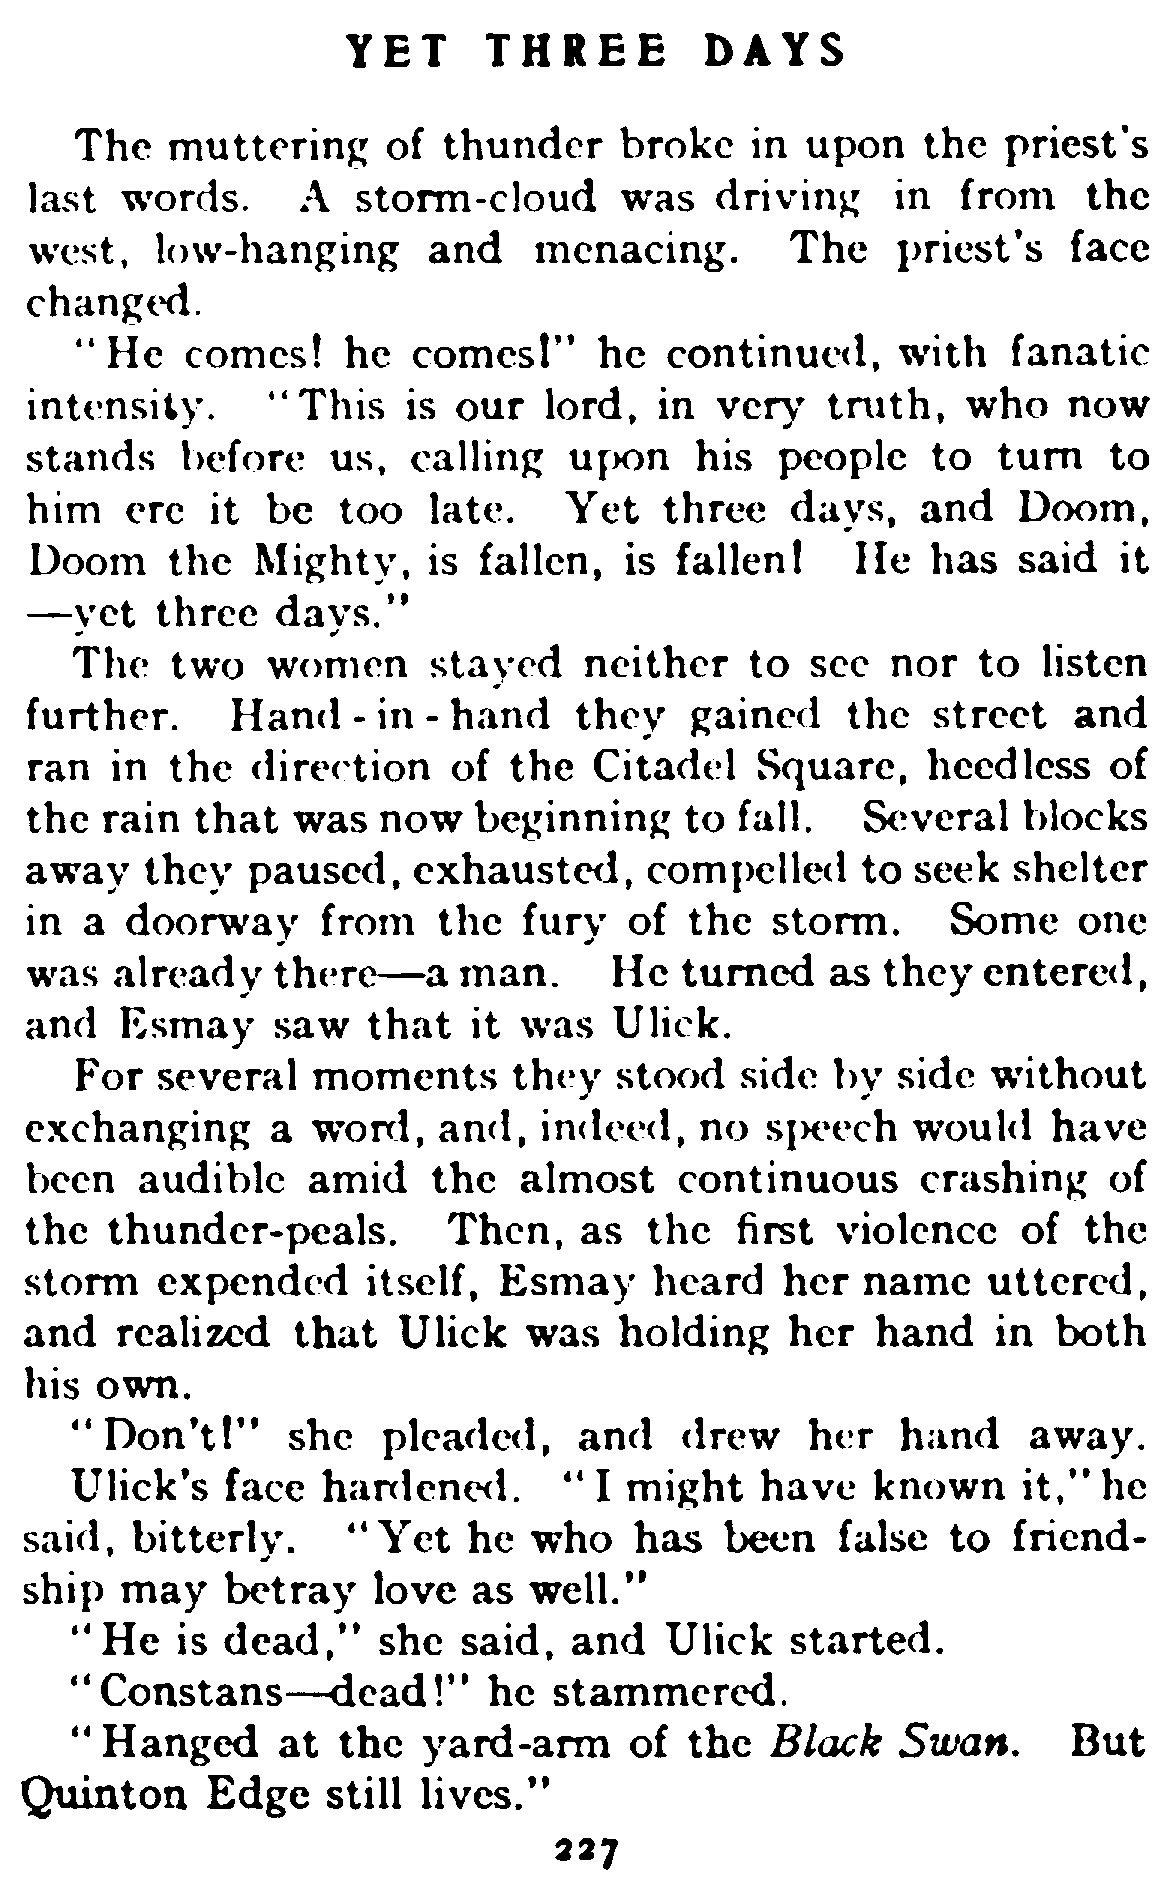 YET THREE DAYS
The muttering of thunder broke in upon the priest's
last words. A storm-cloud was driving in from the
west, low-hanging and menacing. The priest's face
changed.
"He comes! he comes!" he continued, with fanatic
intensity. "This is our lord, in very truth, who now
stands before us, calling upon his people to turn to
him ere it be too late. Yet three days, and Doom,
Doom the Mighty, is fallen, is fallen! He has said it
—yet three days."
The two women stayed neither to see nor to listen
further. Hand-in-hand they gained the street and
ran in the direction of the Citadel Square, heedless of
the rain that was now beginning to fall. Several blocks
away they paused, exhausted, compelled to seek shelter
in a doorway from the fury of the storm. Some one
was already there—a man. He turned as they entered,
and Esmay saw that it was Ulick.
For several moments they stood side by side without
exchanging a word, and, indeed, no speech would have
been audible amid the almost continuous crashing of
the thunder-peals. Then, as the first violence of the
storm expended itself, Esmay heard her name uttered,
and realized that Ulick was holding her hand in both
his own.
"Don't!" she pleaded, and drew her hand away.
Ulick's face hardened. "I might have known it," he
said, bitterly. "Yet he who has been false to friend-
ship may betray love as well."
"He is dead," she said, and Ulick started.
"Constans—dead!" he stammered.
"Hanged at the yard-arm of the Black Swan. But
Quinton Edge still lives."
227